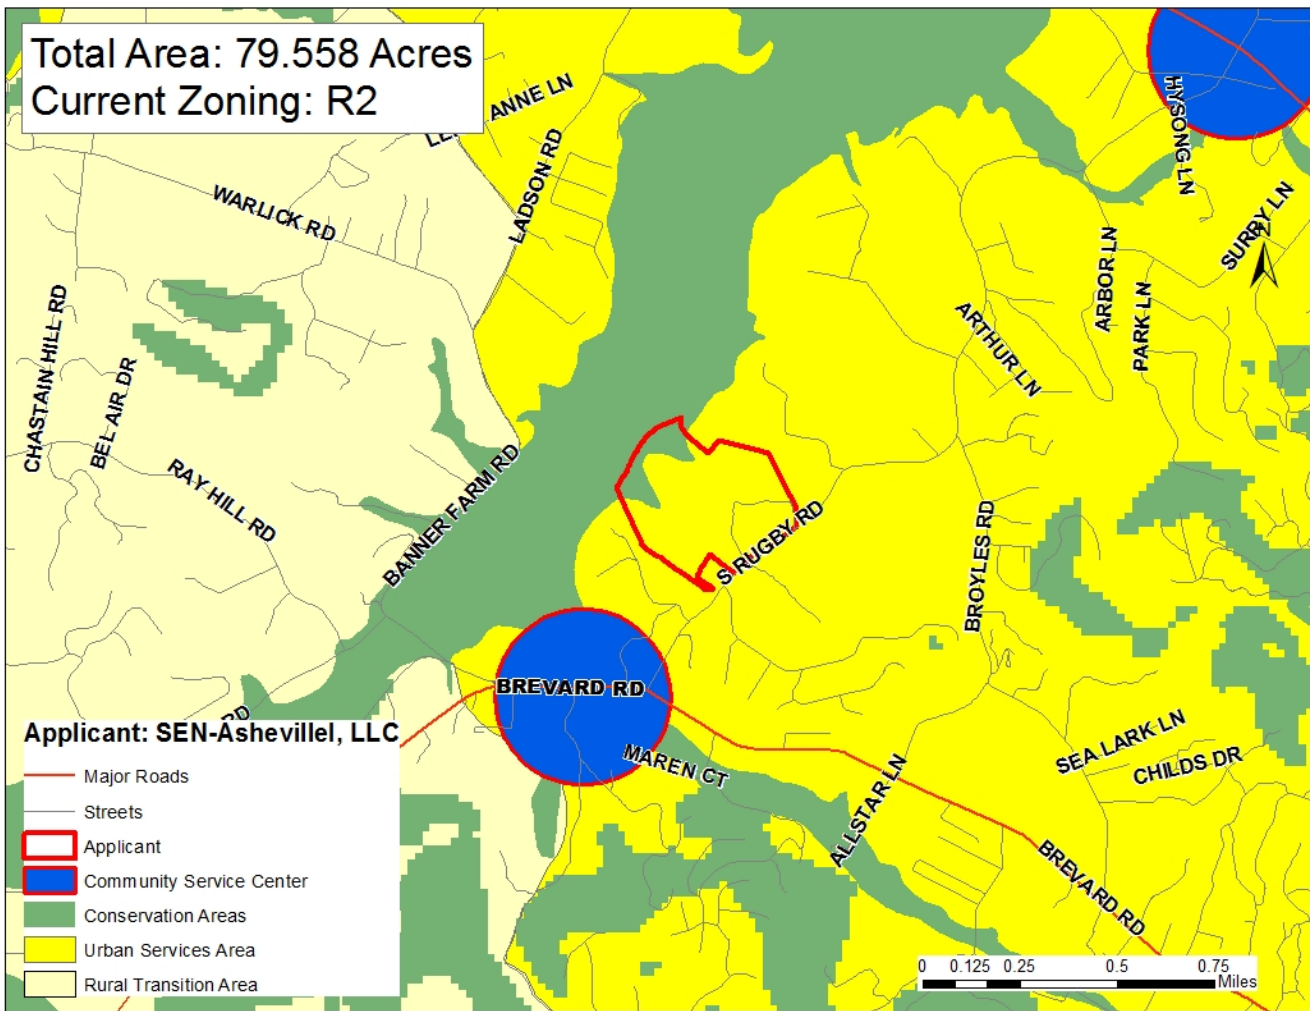 Total Area: 79.558 Acres
Current Zoning: R2
ANNE LN
HYSONG LN
LADSON RD
WARLICK RD
SURRY LN
ARBOR LN
PARK LN
CHASTAIN HILL RD
ARTHUR LN
BEL AIR DR
RAY HILL RD
BANNER FARM RD
S RUGBY RD
BROYLES RD
BREVARD RD
RD
MAREN CT
SEA LARK LN
CHILDS DR
ALLSTAR LN
BREVARD RD
Applicant: SEN-Ashevillel, LLC
Major Roads
Streets
Applicant
Community Service Center
Conservation Areas
Urban Services Area
Rural Transition Area
0 0.125 0.25 0.5 0.75
Miles